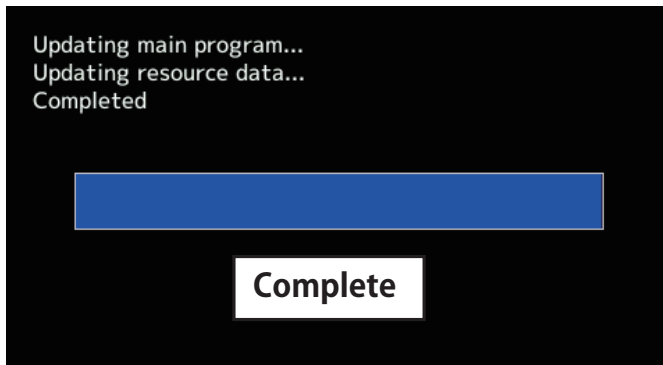 Updating main program...
Updating resource data...
Completed
Complete